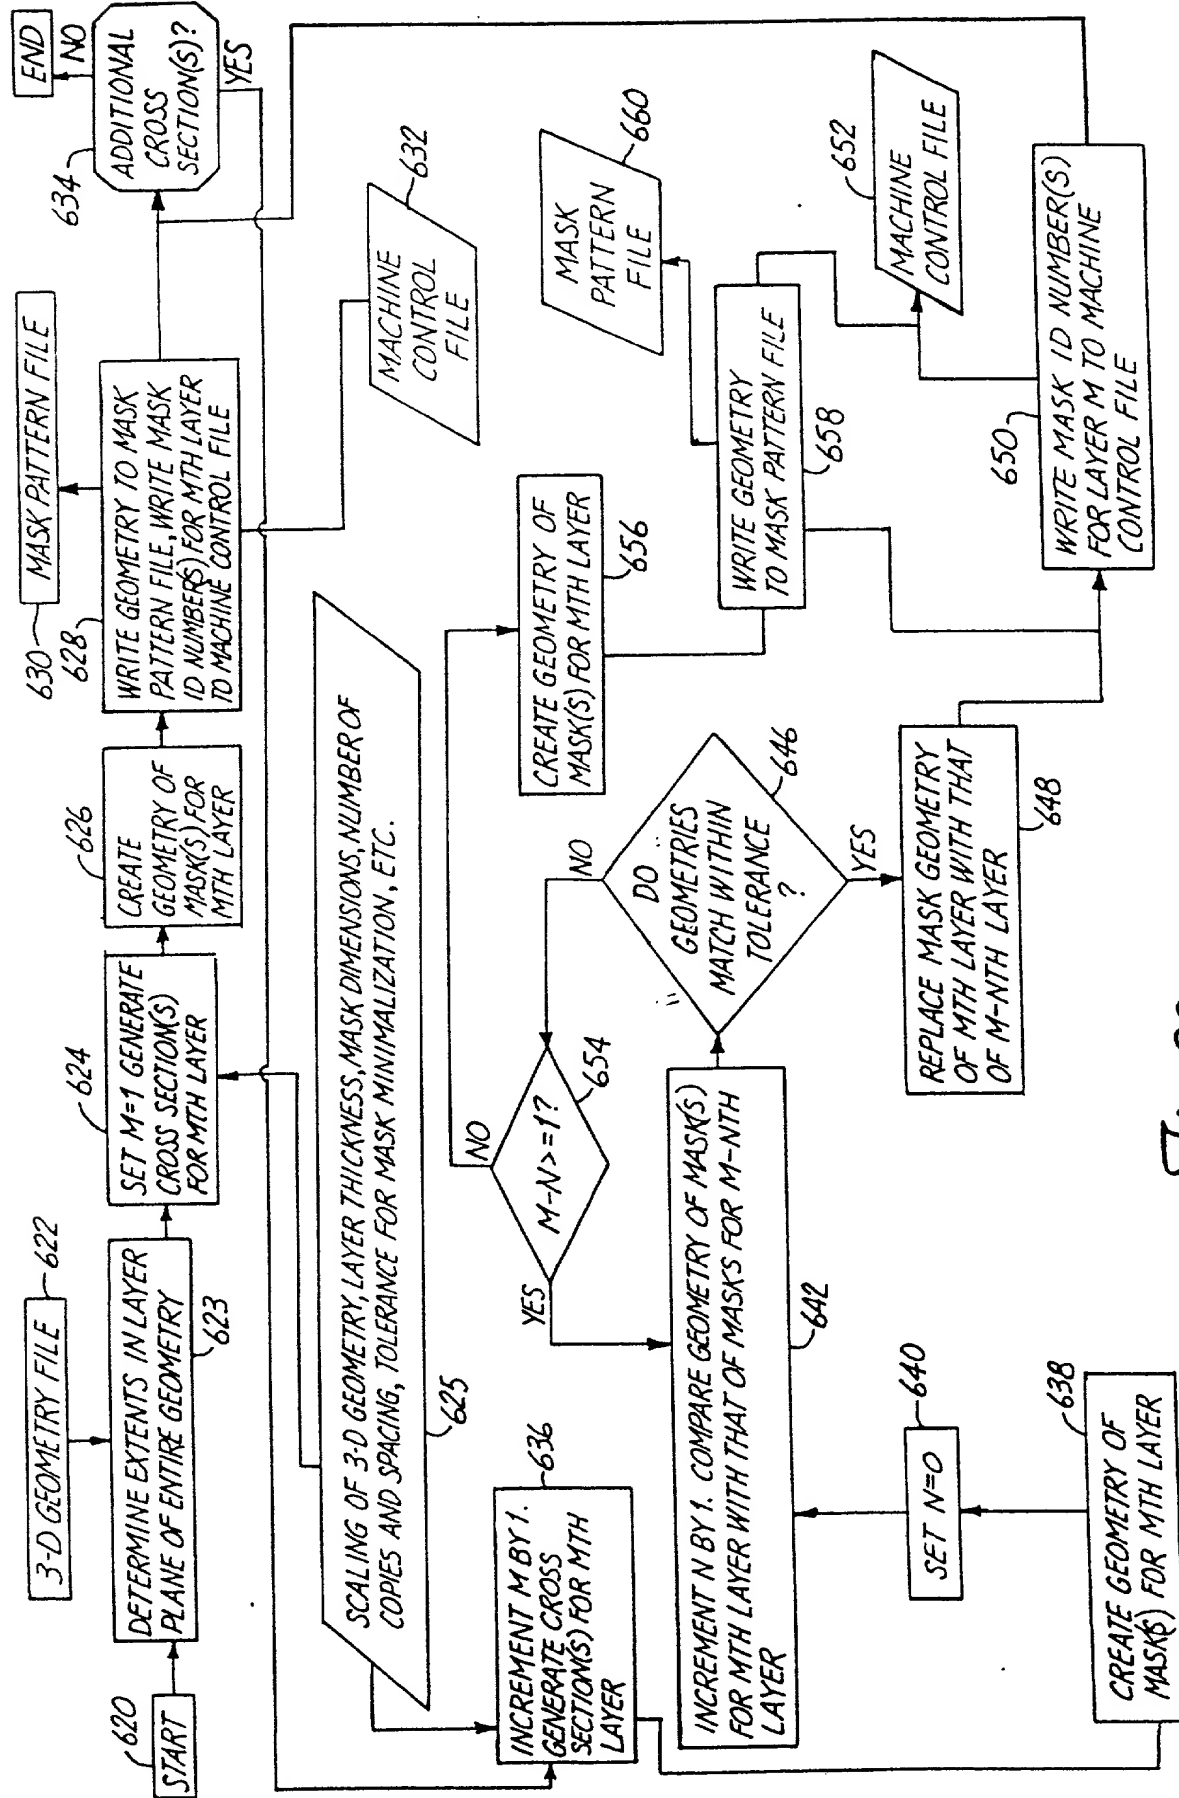 620
START
3-D GEOMETRY FILE
622
DETERMINE EXTENTS IN LAYER
PLANE OF ENTIRE GEOMETRY
623
624
SET M=1 GENERATE
CROSS SECTION(S)
FOR MTH LAYER
626
CREATE
GEOMETRY OF
MASK(S) FOR
MTH LAYER
630
MASK PATTERN FILE
628
WRITE GEOMETRY TO MASK
PATTERN FILE, WRITE MASK
ID NUMBER(S) FOR MTH LAYER
TO MACHINE CONTROL FILE
634
ADDITIONAL
CROSS
SECTION(S)?
NO
END
YES
MACHINE
CONTROL
FILE
632
SCALING OF 3-D GEOMETRY, LAYER THICKNESS, MASK DIMENSIONS, NUMBER OF
COPIES AND SPACING, TOLERANCE FOR MASK MINIMALIZATION, ETC.
625
INCREMENT M BY 1.
GENERATE CROSS
SECTION(S) FOR MTH
LAYER
636
YES
M-N>=1?
654
NO
CREATE GEOMETRY OF
MASK(S) FOR MTH LAYER
656
MASK
PATTERN
FILE
660
INCREMENT N BY 1. COMPARE GEOMETRY OF MASK(S)
FOR MTH LAYER WITH THAT OF MASKS FOR M-NTH
LAYER
642
NO
DO
GEOMETRIES
MATCH WITHIN
TOLERANCE
?
646
YES
WRITE GEOMETRY
TO MASK PATTERN FILE
658
MACHINE
CONTROL FILE
652
SET N=0
640
REPLACE MASK GEOMETRY
OF MTH LAYER WITH THAT
OF M-NTH LAYER
648
650
WRITE MASK ID NUMBER(S)
FOR LAYER M TO MACHINE
CONTROL FILE
CREATE GEOMETRY OF
MASK(S) FOR MTH LAYER
638